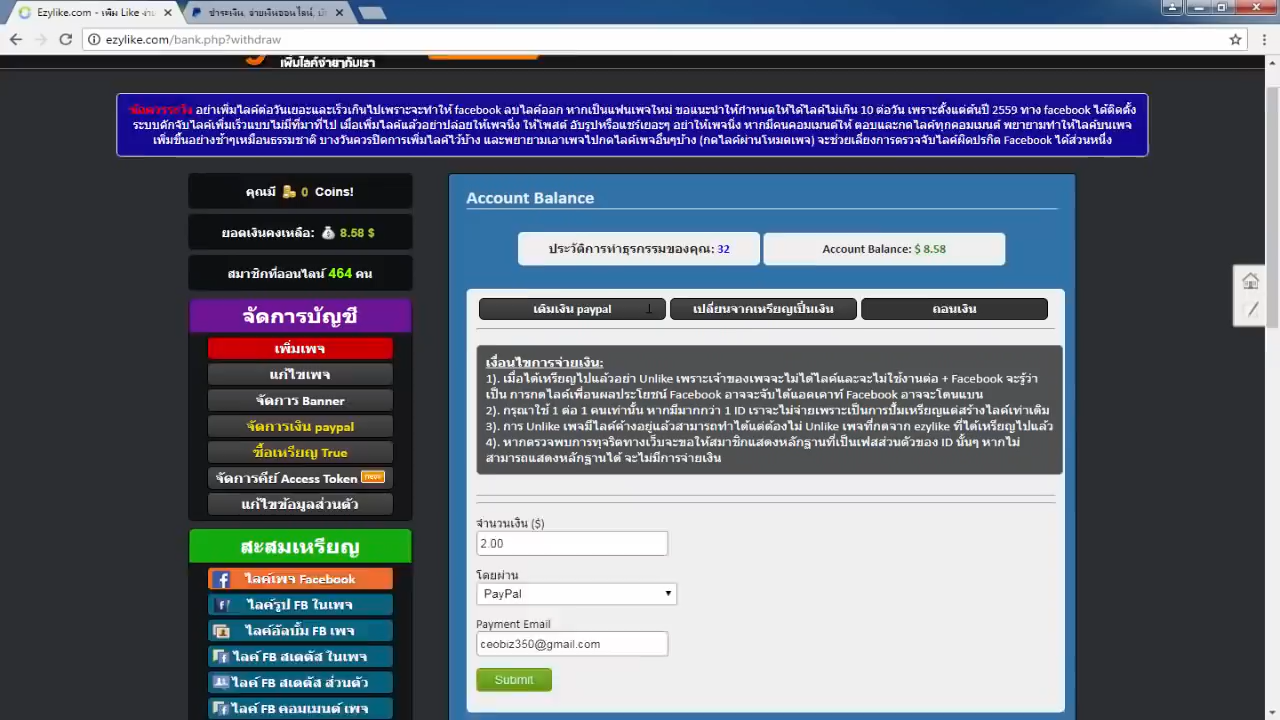 Ezylike.com - เพิ่ม Like
ชำระเงิน, จ่ายเงินออนไลน์,
ezylike.com/bank.php?withdraw
เพิ่มไลค์ง่ายๆกับเรา
ข้อควรระวัง อย่าเพิ่มไลค์ต่อวันเยอะและเร็วเกินไปเพราะจะทำให้ facebook ลบไลค์ออก หากเป็นแฟนเพจใหม่ ขอแนะนำให้กำหนดให้ได้ไลค์ไม่เกิน 10 ต่อวัน เพราะตั้งแต่ต้นปี 2559 ทาง facebook ได้ติดตั้ง
ระบบดักจับไลค์เพิ่มเร็วแบบไม่มีที่มาที่ไป เมื่อเพิ่มไลค์แล้วอย่าปล่อยให้เพจนิ่ง ให้โพสต์ อับรูปหรือแชร์เยอะๆ อย่าให้เพจนิ่ง หากมีคนคอมเมนต์ให้ ตอบและกดไลค์ทุกคอมเมนต์ พยายามทำให้ไลค์บนเพจ
เพิ่มขึ้นอย่างช้าๆเหมือนธรรมชาติ บางวันควรปิดการเพิ่มไลค์ไว้บ้าง และพยายามเอาเพจไปกดไลค์เพจอื่นๆบ้าง (กดไลค์ผ่านโหมดเพจ) จะช่วยเลี่ยงการตรวจจับไลค์ผิดปรกติ Facebook ได้ส่วนหนึ่ง
คุณมี 0 Coins!
ยอดเงินคงเหลือ: 8.58 $
สมาชิกที่ออนไลน์ 464 คน
จัดการบัญชี
เพิ่มเพจ
แก้ไขเพจ
จัดการ Banner
จัดการเงิน paypal
ซื้อเหรียญ True
จัดการคีย์ Access Token new
แก้ไขข้อมูลส่วนตัว
สะสมเหรียญ
ไลค์เพจ Facebook
ไลค์รูป FB ในเพจ
ไลค์อัลบั้ม FB เพจ
ไลค์ FB สเตตัส ในเพจ
ไลค์ FB สเตตัส ส่วนตัว
ไลค์ FB คอมเมนต์ เพจ
Account Balance
ประวัติการทำธุรกรรมของคุณ: 32
Account Balance: $ 8.58
เติมเงิน paypal
เปลี่ยนจากเหรียญเป็นเงิน
ถอนเงิน
เงื่อนไขการจ่ายเงิน:
1). เมื่อได้เหรียญไปแล้วอย่า Unlike เพราะเจ้าของเพจจะไม่ได้ไลค์และจะไม่ใช้งานต่อ + Facebook จะรู้ว่า
เป็น การกดไลค์เพื่อนผลประโยชน์ Facebook อาจจะจับได้แอคเคาท์ Facebook อาจจะโดนแบน
2). กรุณาใช้ 1 ต่อ 1 คนเท่านั้น หากมีมากกว่า 1 ID เราจะไม่จ่ายเพราะเป็นการปั๊มเหรียญแต่สร้างไลค์เท่าเดิม
3). การ Unlike เพจมีไลค์ค้างอยู่แล้วสามารถทำได้แต่ต้องไม่ Unlike เพจที่กดจาก ezylike ที่ได้เหรียญไปแล้ว
4). หากตรวจพบการทุจริตทางเว็บจะขอให้สมาชิกแสดงหลักฐานที่เป็นเฟสส่วนตัวของ ID นั้นๆ หากไม่
สามารถแสดงหลักฐานได้ จะไม่มีการจ่ายเงิน
จำนวนเงิน ($)
2.00
โดยผ่าน
PayPal
Payment Email
ceobiz350@gmail.com
Submit